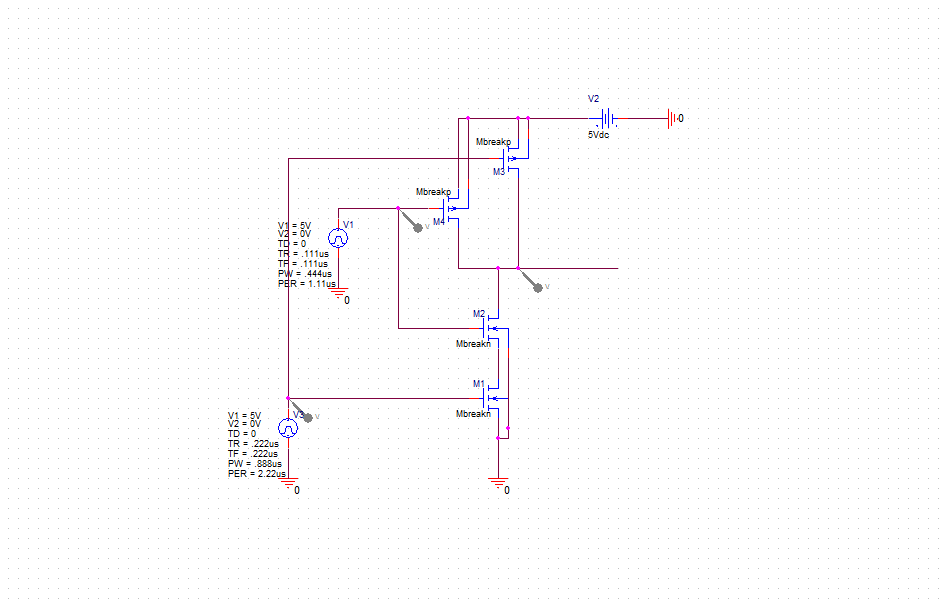 V2
0
5Vdc
Mbreakp
M3
Mbreakp
M4
V
V1 = 5V
V2 = 0V
TD = 0
TR = .111us
TF = .111us
PW = .444us
PER = 1.11us
V1
0
V
M2
Mbreakn
M1
Mbreakn
V1 = 5V
V2 = 0V
TD = 0
TR = .222us
TF = .222us
PW = .888us
PER = 2.22us
V3
V
0
0